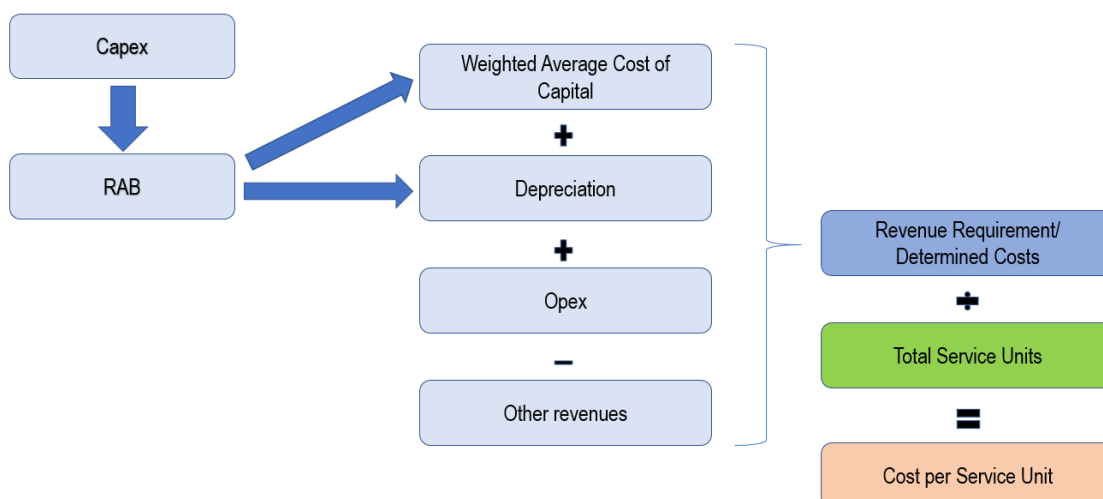 Capex
RAB
Weighted Average Cost of
Capital
+
Depreciation
+
Opex
−
Other revenues
Revenue Requirement/
Determined Costs
÷
Total Service Units
=
Cost per Service Unit